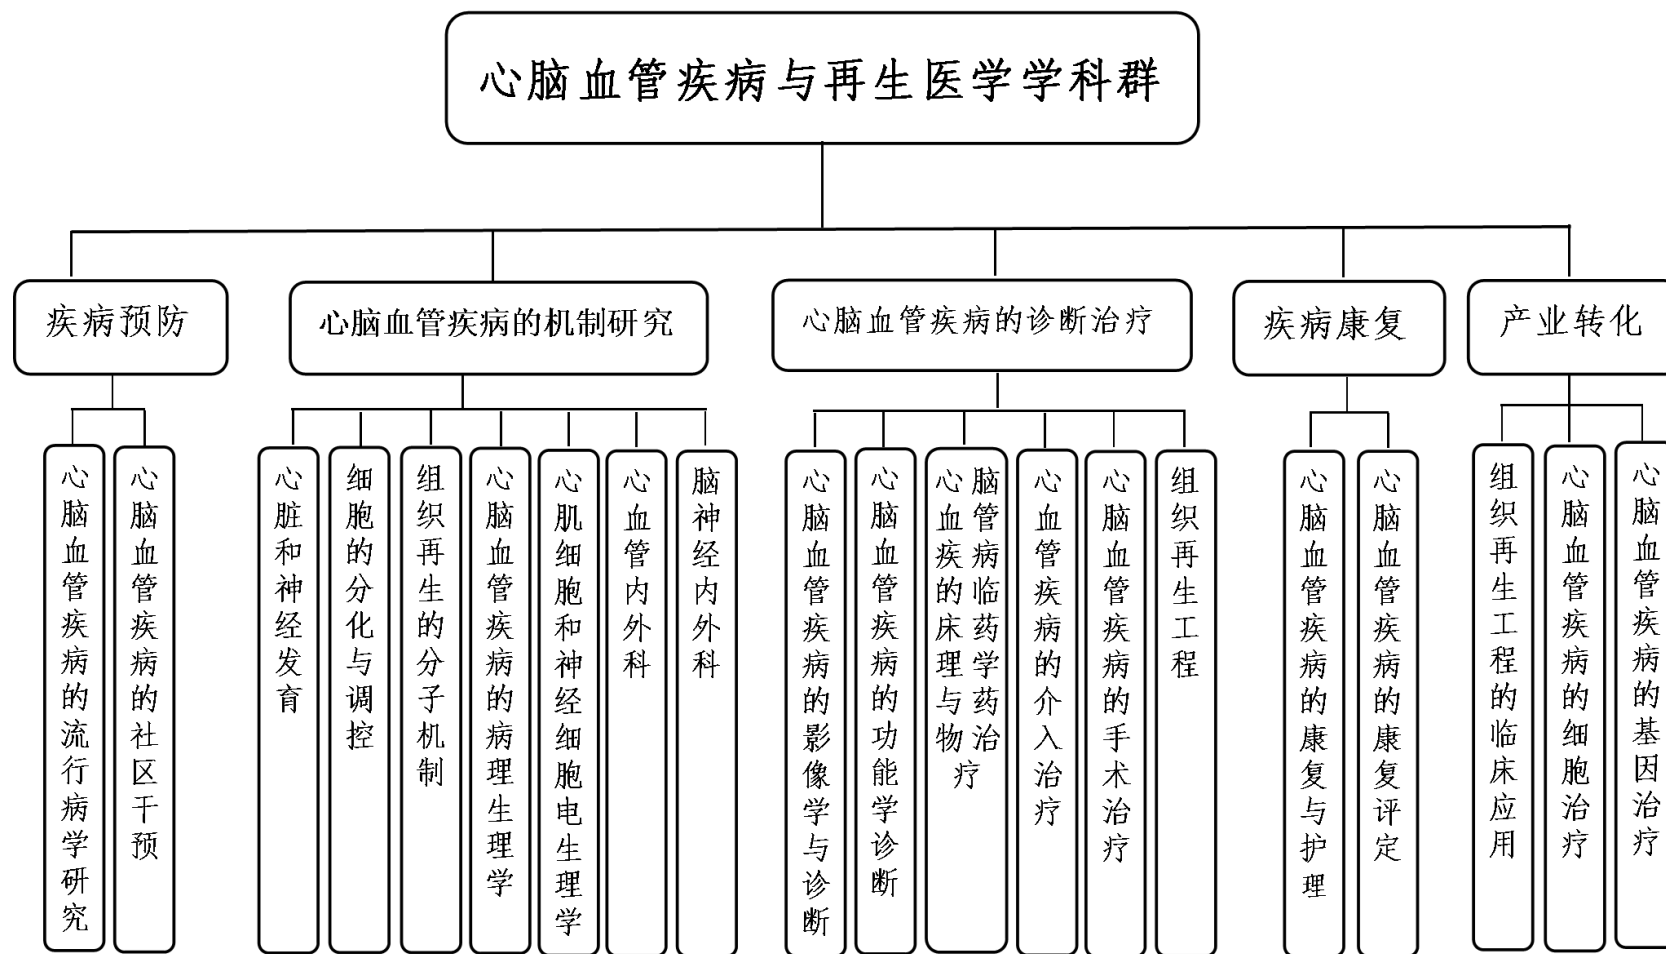 心脑血管疾病与再生医学学科群
疾病预防
心脑血管疾病的机制研究
心脑血管疾病的诊断治疗
疾病康复
产业转化
心脑血管疾病的流行病学研究
心脑血管疾病的社区干预
心脏和神经发育
细胞的分化与调控
组织再生的分子机制
心脑血管疾病的病理生理学
心肌细胞和神经细胞电生理学
心血管内外科
脑神经内外科
心脑血管疾病的影像学与诊断
心脑血管疾病的功能学诊断
心脑血管疾病的临床药理学与药物治疗
心血管疾病的介入治疗
心脑血管疾病的手术治疗
组织再生工程
心脑血管疾病的康复与护理
心脑血管疾病的康复评定
组织再生工程的临床应用
心脑血管疾病的细胞治疗
心脑血管疾病的基因治疗